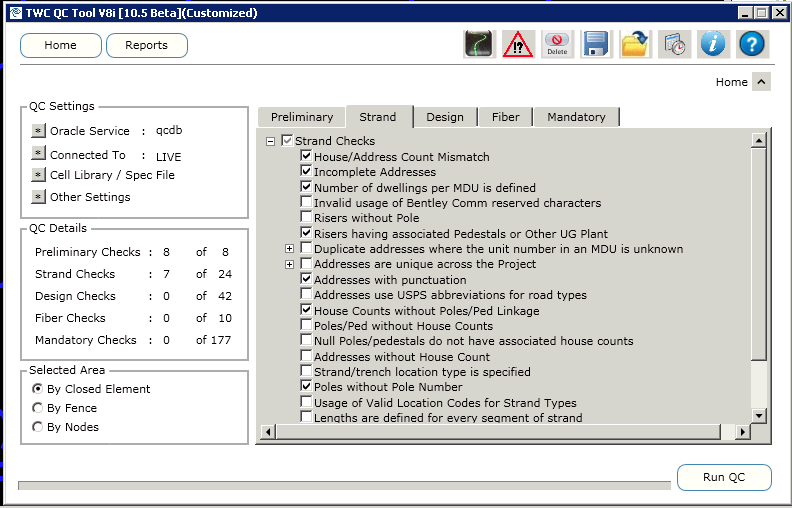 TWC QC Tool V8i [10.5 Beta](Customized)
Home Reports
!? Delete
Home
QC Settings
* Oracle Service : qcdb
* Connected To : LIVE
* Cell Library / Spec File
* Other Settings
QC Details
Preliminary Checks : 8 of 8
Strand Checks : 7 of 24
Design Checks : 0 of 42
Fiber Checks : 0 of 10
Mandatory Checks : 0 of 177
Selected Area
By Closed Element
By Fence
By Nodes
Preliminary Strand Design Fiber Mandatory
Strand Checks
House/Address Count Mismatch
Incomplete Addresses
Number of dwellings per MDU is defined
Invalid usage of Bentley Comm reserved characters
Risers without Pole
Risers having associated Pedestals or Other UG Plant
Duplicate addresses where the unit number in an MDU is unknown
Addresses are unique across the Project
Addresses with punctuation
Addresses use USPS abbreviations for road types
House Counts without Poles/Ped Linkage
Poles/Ped without House Counts
Null Poles/pedestals do not have associated house counts
Addresses without House Count
Strand/trench location type is specified
Poles without Pole Number
Usage of Valid Location Codes for Strand Types
Lengths are defined for every segment of strand
Run QC